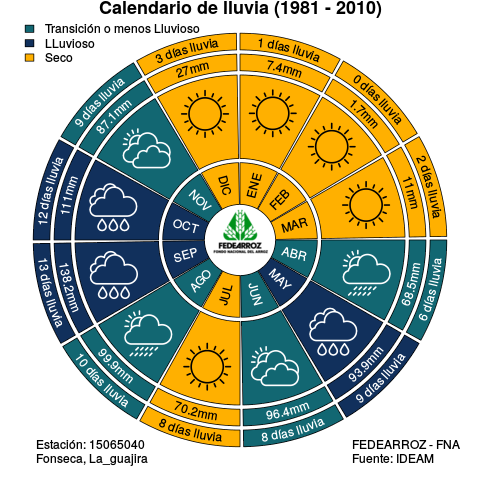 Calendario de lluvia (1981 - 2010)
Transición o menos Lluvioso
LLuvioso
Seco
1 días lluvia
7.4mm
ENE
0 días lluvia
1.7mm
FEB
2 días lluvia
11mm
MAR
6 días lluvia
68.5mm
ABR
9 días lluvia
93.9mm
MAY
8 días lluvia
96.4mm
JUN
8 días lluvia
70.2mm
JUL
10 días lluvia
99.9mm
AGO
13 días lluvia
138.2mm
SEP
12 días lluvia
111mm
OCT
9 días lluvia
87.1mm
NOV
3 días lluvia
27mm
DIC
FEDEARROZ
FONDO NACIONAL DEL ARROZ
Estación: 15065040
Fonseca, La_guajira
FEDEARROZ - FNA
Fuente: IDEAM